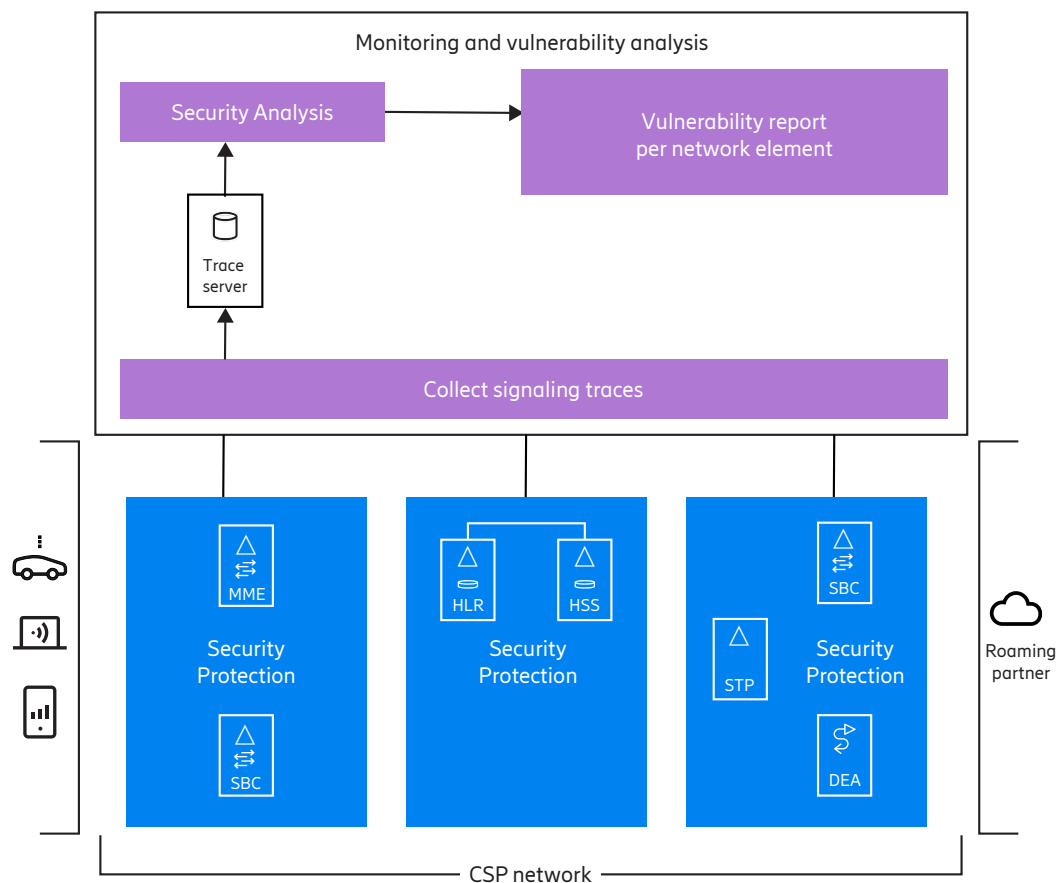 Monitoring and vulnerability analysis
Security Analysis
Vulnerability report
per network element
Trace
server
Collect signaling traces
MME
Security
Protection
SBC
HLR
HSS
Security
Protection
SBC
STP
Security
Protection
DEA
Roaming
partner
CSP network